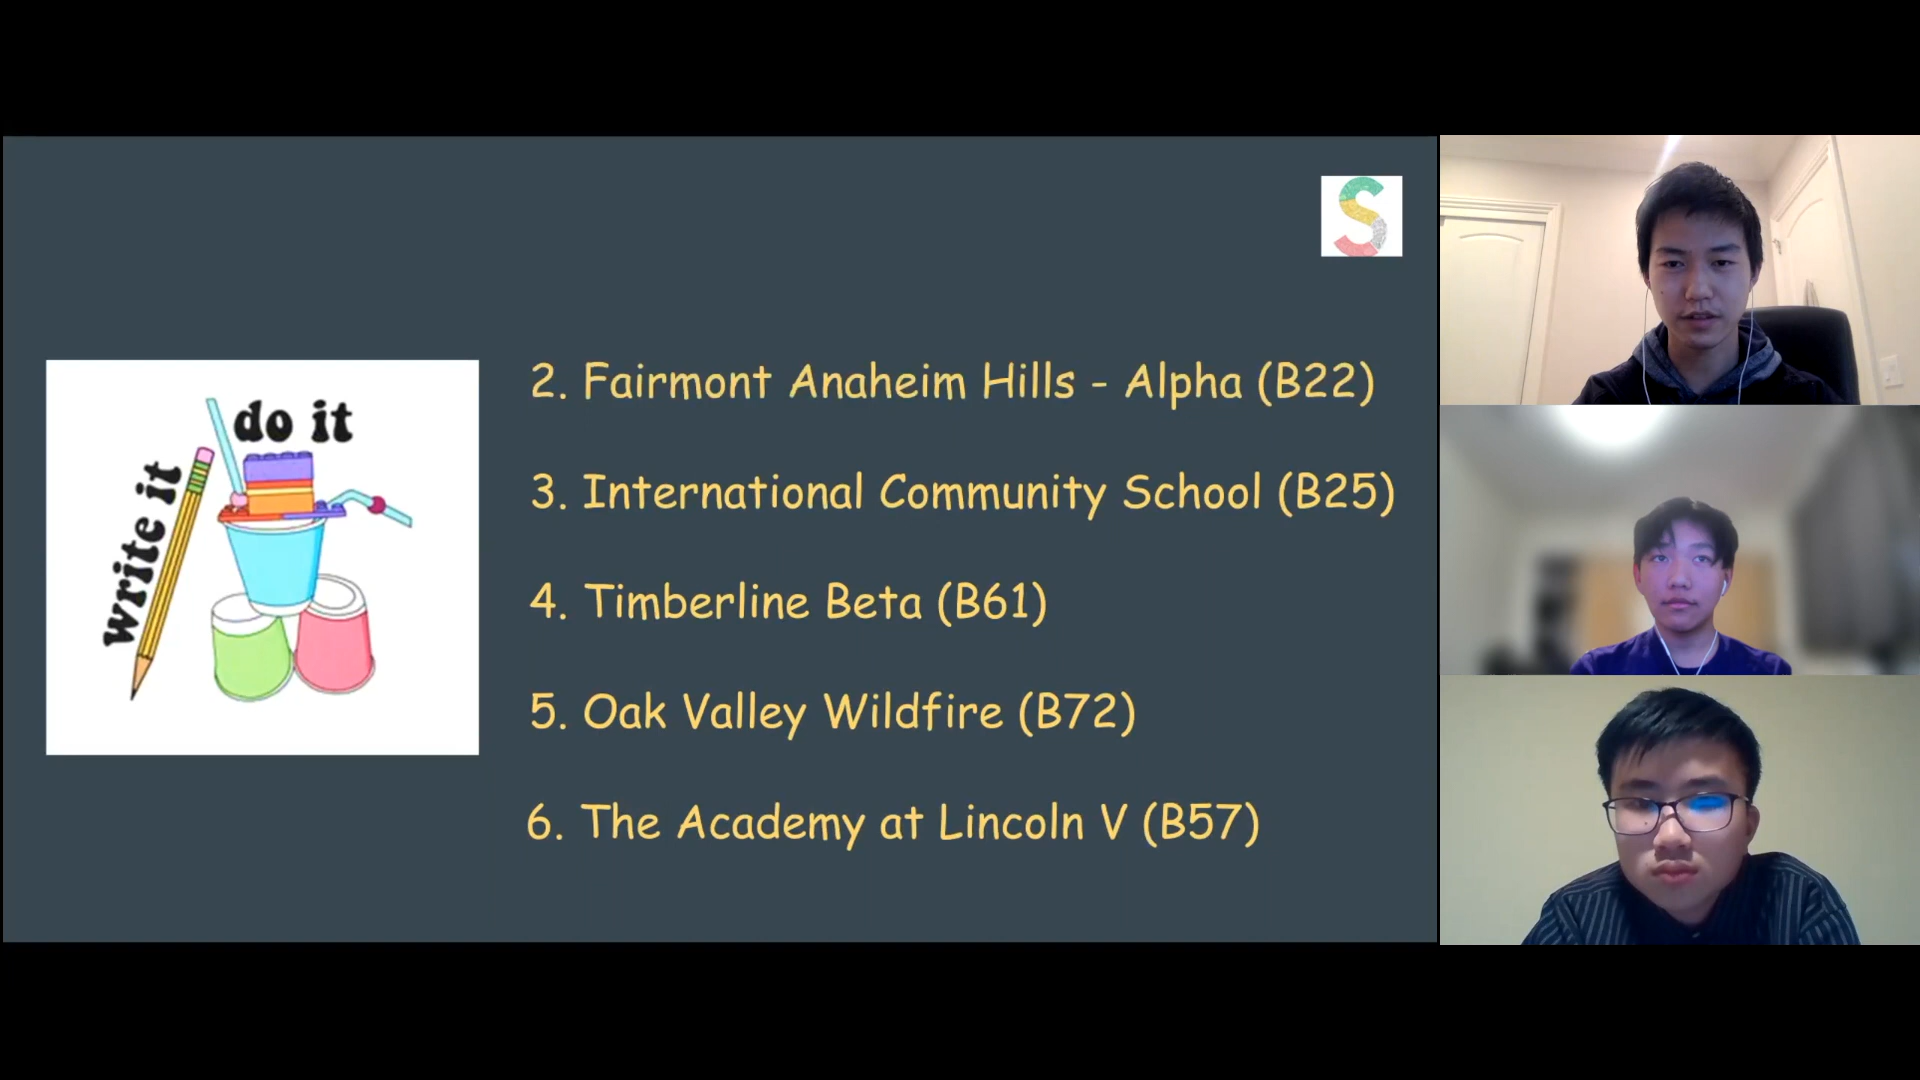 write it
do it
2. Fairmont Anaheim Hills - Alpha (B22)
3. International Community School (B25)
4. Timberline Beta (B61)
5. Oak Valley Wildfire (B72)
6. The Academy at Lincoln V (B57)
S